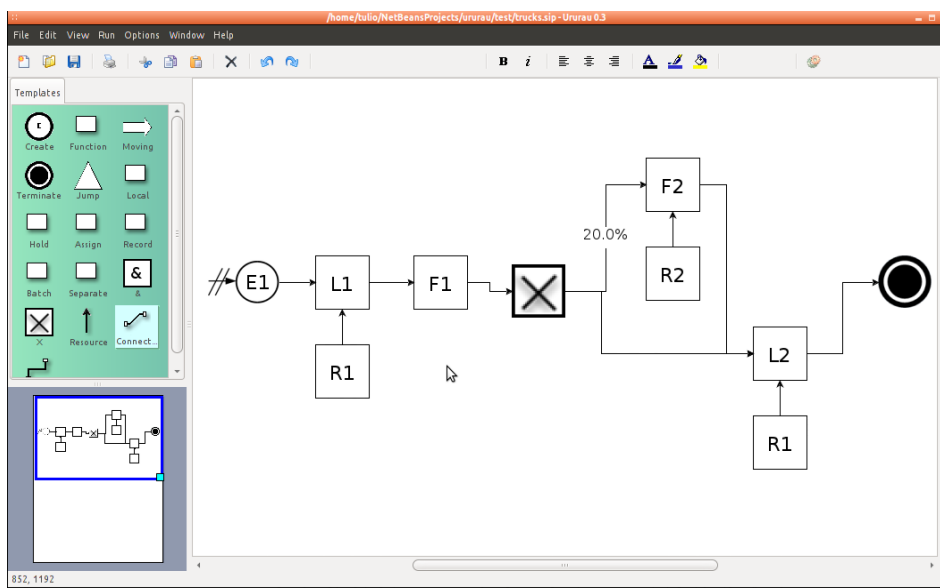 /home/tulio/NetBeansProjects/ururau/test/trucks.sip - Ururau 0.3
File Edit View Run Options Window Help
B i A
Templates
C
Create Function Moving
Terminate Jump Local
Hold Assign Record
&
Batch Separate &
X Resource Connect...
E1
L1
F1
R1
20.0%
F2
R2
L2
R1
852, 1192